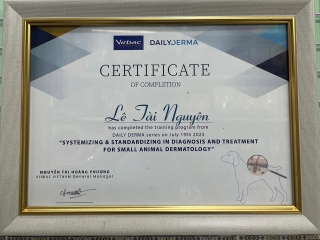 Virbac DAILYDERMA
CERTIFICATE
OF COMPLETION
Lê Tài Nguyên
has completed the training program from
DAILY DERMA series on July 19th 2023
"SYSTEMIZING & STANDARDIZING IN DIAGNOSIS AND TREATMENT
FOR SMALL ANIMAL DERMATOLOGY"
NGUYỄN THỊ HOÀNG PHƯỢNG
VIRBAC VIETNAM General Manager